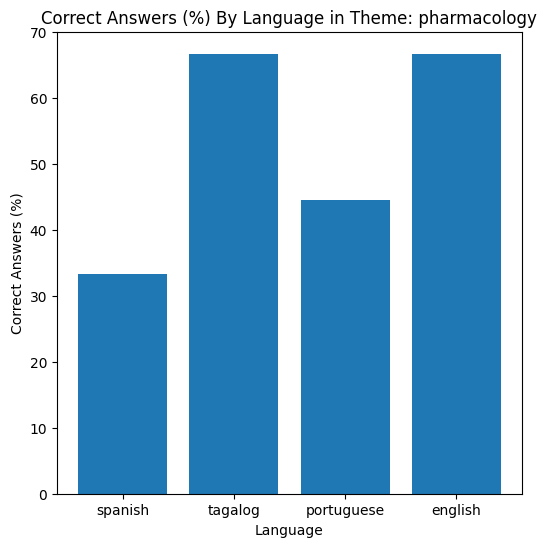 Correct Answers (%) By Language in Theme: pharmacology
70
60
50
40
30
20
10
0
Correct Answers (%)
spanish tagalog portuguese english
Language